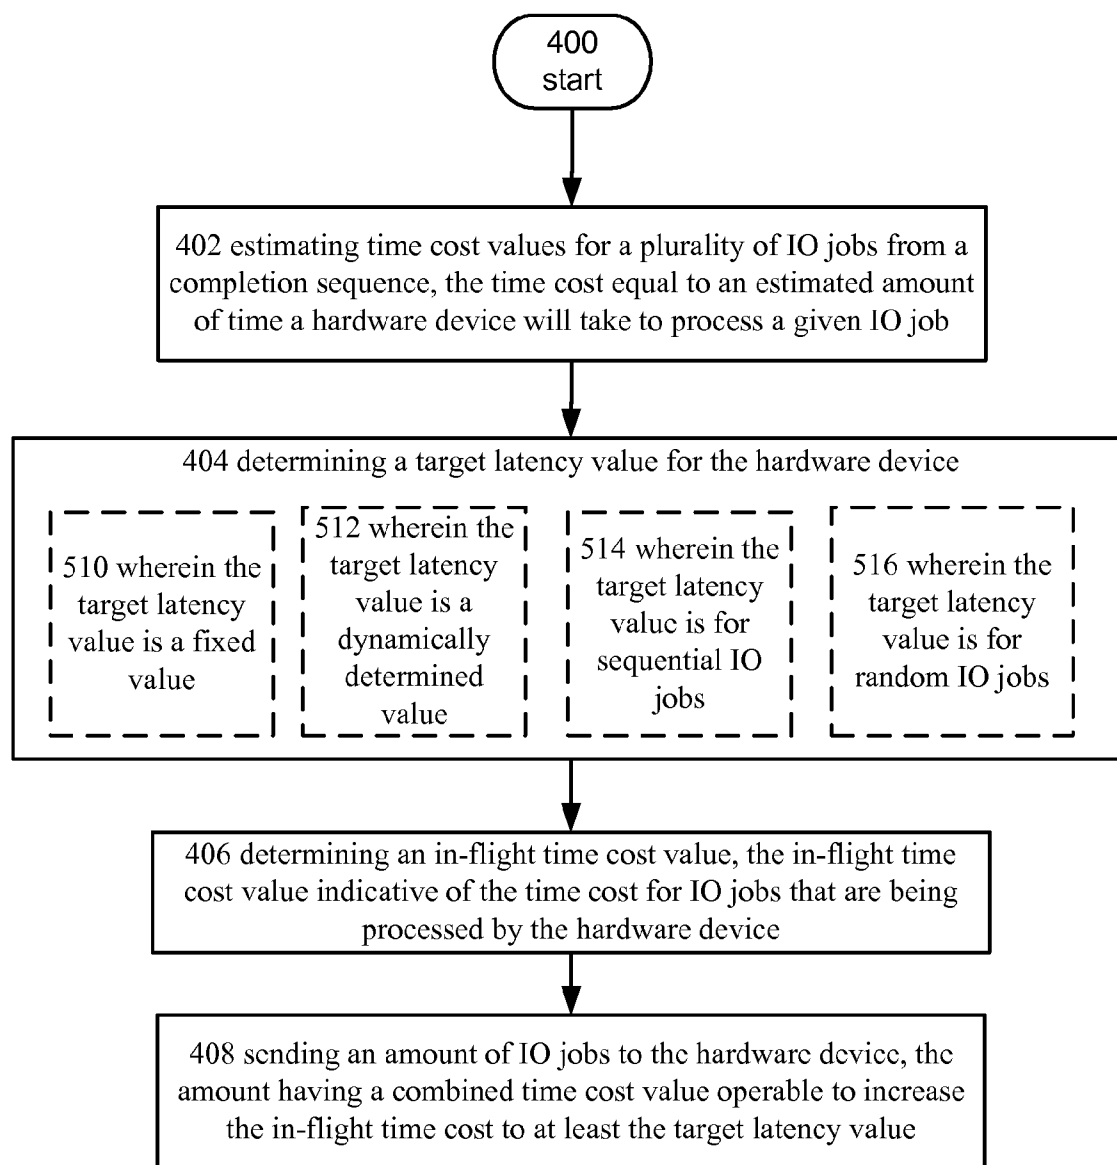 400
start
402 estimating time cost values for a plurality of IO jobs from a
completion sequence, the time cost equal to an estimated amount
of time a hardware device will take to process a given IO job
404 determining a target latency value for the hardware device
510 wherein the
target latency
value is a fixed
value
512 wherein the
target latency
value is a
dynamically
determined
value
514 wherein the
target latency
value is for
sequential IO
jobs
516 wherein the
target latency
value is for
random IO jobs
406 determining an in-flight time cost value, the in-flight time
cost value indicative of the time cost for IO jobs that are being
processed by the hardware device
408 sending an amount of IO jobs to the hardware device, the
amount having a combined time cost value operable to increase
the in-flight time cost to at least the target latency value